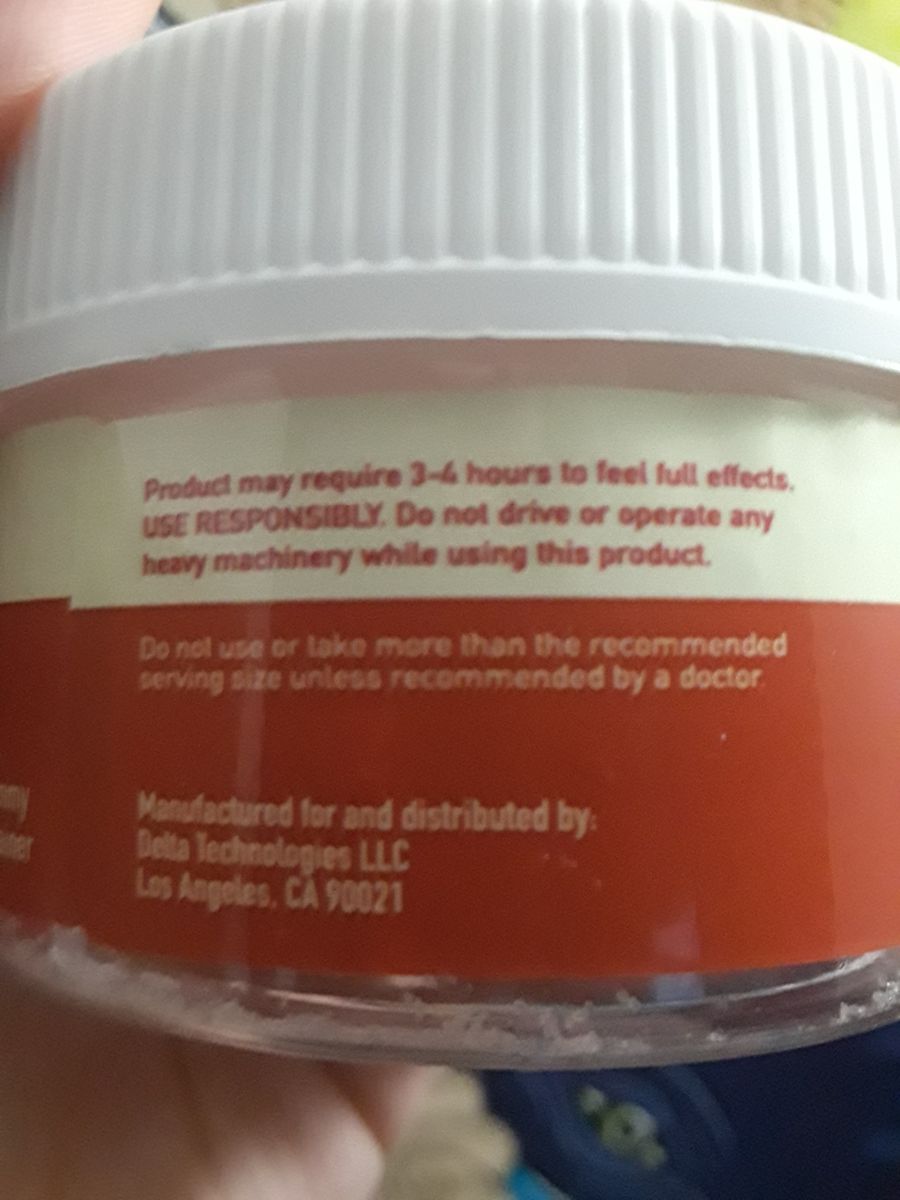 Product may require 3-4 hours to feel full effects.
USE RESPONSIBLY. Do not drive or operate any
heavy machinery while using this product.
Do not use or take more than the recommended
serving size unless recommended by a doctor.
Manufactured for and distributed by:
Delta Technologies LLC
Los Angeles, CA 90021